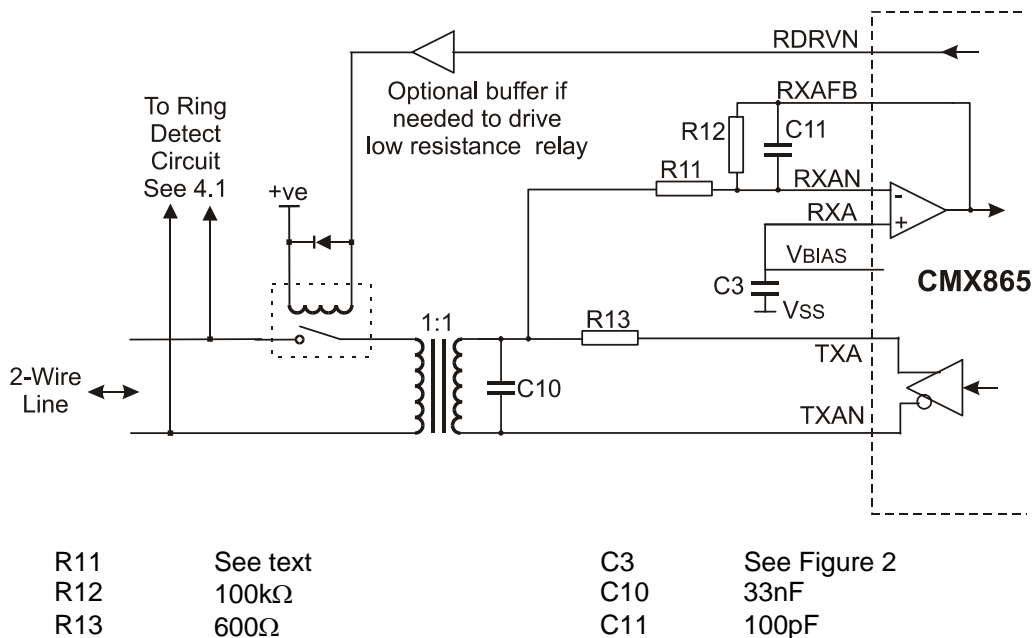 RDRVN
Optional buffer if
needed to drive
low resistance relay
RXAFB
To Ring
Detect
Circuit
See 4.1
R12
C11
R11
RXAN
+ve
RXA
-
+
VBIAS
CMX865
C3
VSS
1:1
R13
TXA
2-Wire
Line
C10
TXAN
R11 See text C3 See Figure 2
R12 100kΩ C10 33nF
R13 600Ω C11 100pF